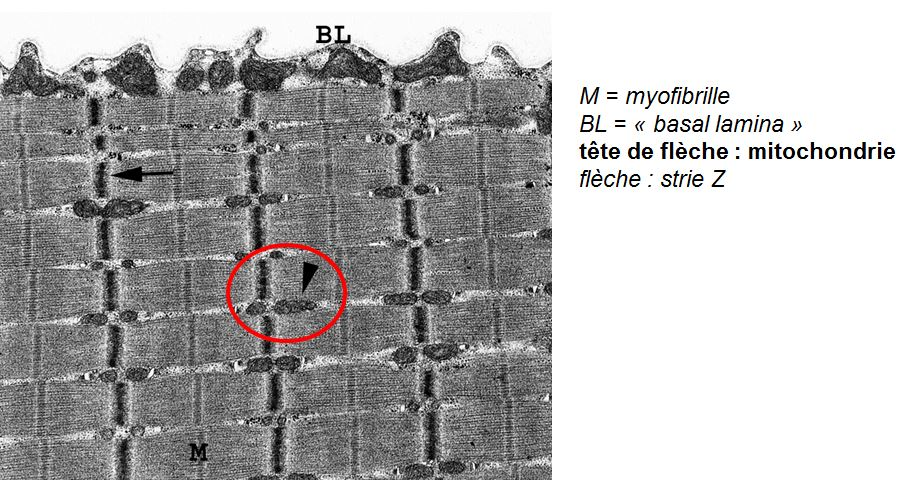 BL
M
M = myofibrille
BL = « basal lamina »
tête de flèche : mitochondrie
flèche : strie Z